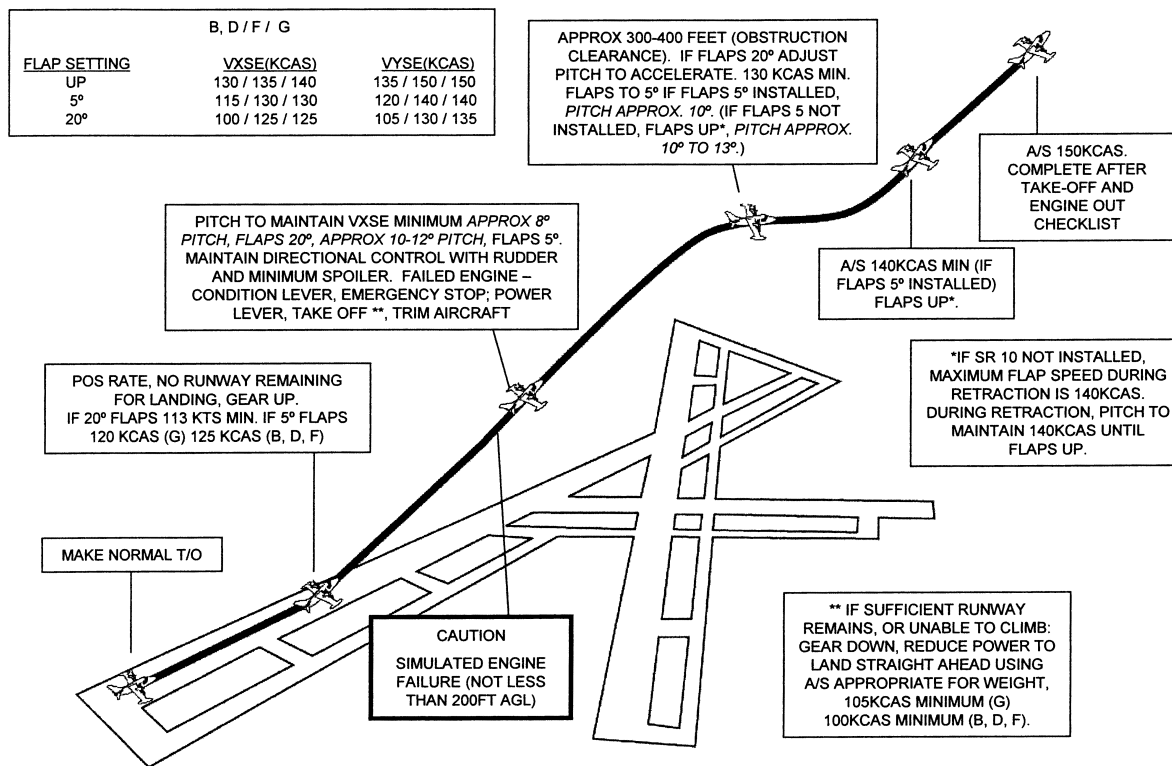 B, D / F / G
FLAP SETTING VXSE(KCAS) VYSE(KCAS)
UP 130 / 135 / 140 135 / 150 / 150
5º 115 / 130 / 130 120 / 140 / 140
20º 100 / 125 / 125 105 / 130 / 135
APPROX 300-400 FEET (OBSTRUCTION
CLEARANCE). IF FLAPS 20º ADJUST
PITCH TO ACCELERATE. 130 KCAS MIN.
FLAPS TO 5º IF FLAPS 5º INSTALLED,
PITCH APPROX. 10º. (IF FLAPS 5 NOT
INSTALLED, FLAPS UP*, PITCH APPROX.
10º TO 13º.)
A/S 150KCAS.
COMPLETE AFTER
TAKE-OFF AND
ENGINE OUT
CHECKLIST
PITCH TO MAINTAIN VXSE MINIMUM APPROX 8º
PITCH, FLAPS 20º, APPROX 10-12º PITCH, FLAPS 5º.
MAINTAIN DIRECTIONAL CONTROL WITH RUDDER
AND MINIMUM SPOILER. FAILED ENGINE –
CONDITION LEVER, EMERGENCY STOP; POWER
LEVER, TAKE OFF **, TRIM AIRCRAFT
A/S 140KCAS MIN (IF
FLAPS 5º INSTALLED)
FLAPS UP*.
POS RATE, NO RUNWAY REMAINING
FOR LANDING, GEAR UP.
IF 20º FLAPS 113 KTS MIN. IF 5º FLAPS
120 KCAS (G) 125 KCAS (B, D, F)
*IF SR 10 NOT INSTALLED,
MAXIMUM FLAP SPEED DURING
RETRACTION IS 140KCAS.
DURING RETRACTION, PITCH TO
MAINTAIN 140KCAS UNTIL
FLAPS UP.
MAKE NORMAL T/O
CAUTION
SIMULATED ENGINE
FAILURE (NOT LESS
THAN 200FT AGL)
** IF SUFFICIENT RUNWAY
REMAINS, OR UNABLE TO CLIMB:
GEAR DOWN, REDUCE POWER TO
LAND STRAIGHT AHEAD USING
A/S APPROPRIATE FOR WEIGHT,
105KCAS MINIMUM (G)
100KCAS MINIMUM (B, D, F).